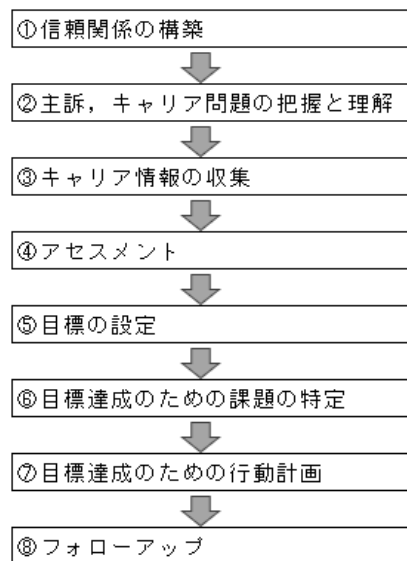 ①信頼関係の構築
②主訴，キャリア問題の把握と理解
③キャリア情報の収集
④アセスメント
⑤目標の設定
⑥目標達成のための課題の特定
⑦目標達成のための行動計画
⑧フォローアップ